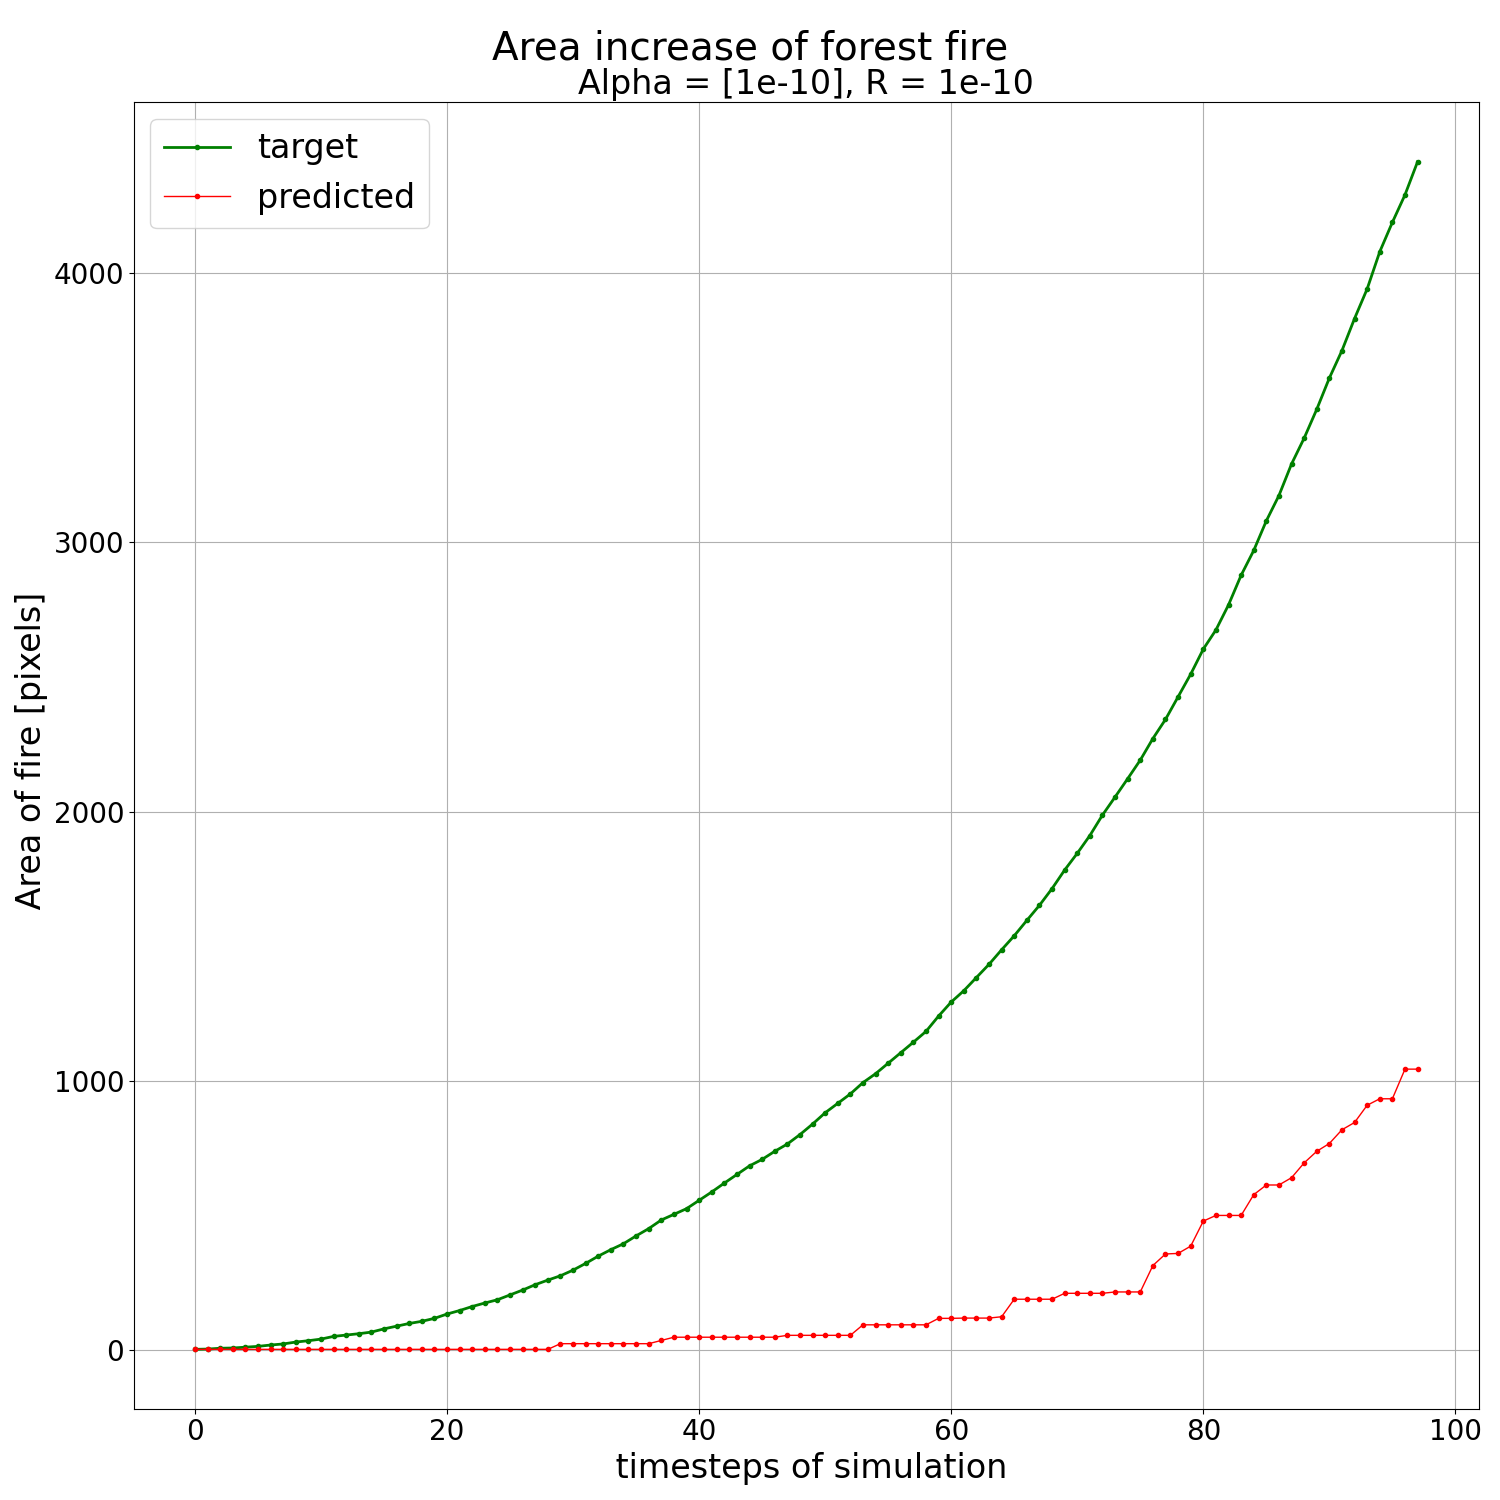 Area increase of forest fire
Alpha = [1e-10], R = 1e-10
target
predicted
4000
3000
2000
1000
0
Area of fire [pixels]
0 20 40 60 80 100
timesteps of simulation